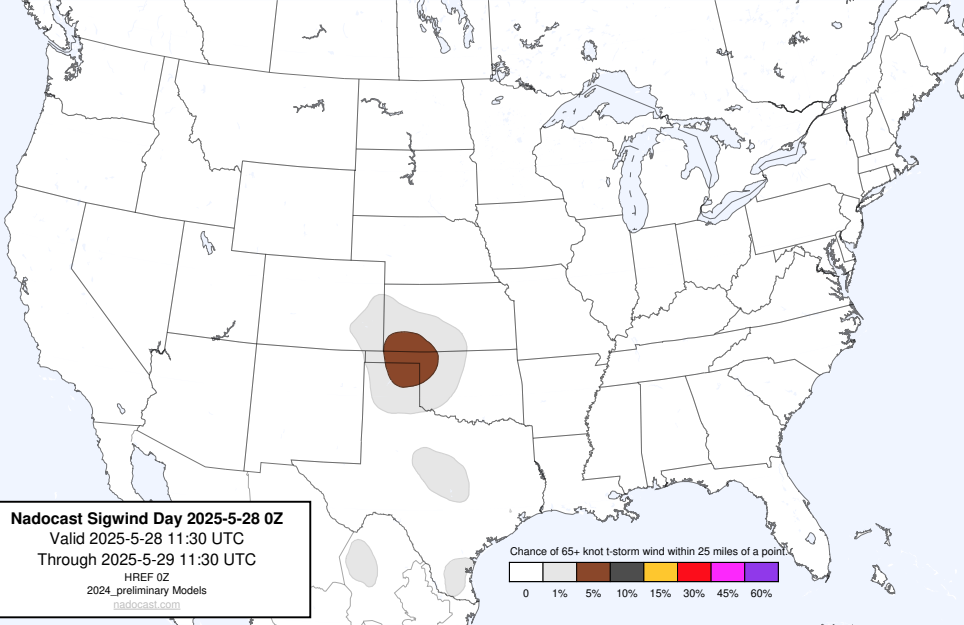 Nadocast Sigwind Day 2025-5-28 0Z
Valid 2025-5-28 11:30 UTC
Through 2025-5-29 11:30 UTC
HREF 0Z
2024_preliminary Models
nadocast.com
Chance of 65+ knot t-storm wind within 25 miles of a point.
0 1% 5% 10% 15% 30% 45% 60%